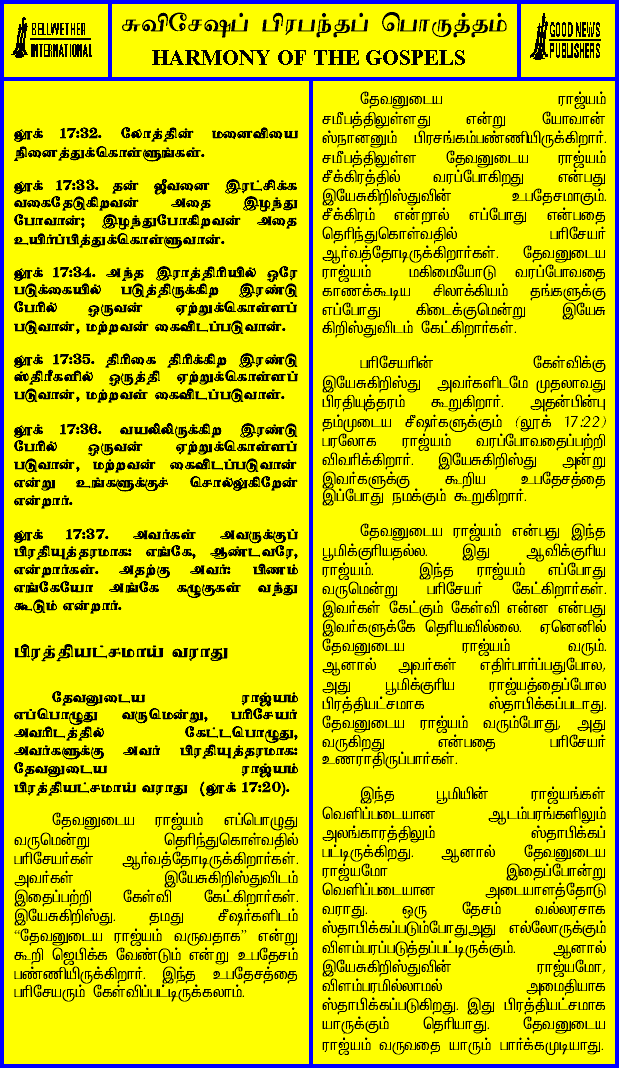 BELLWETHER
INTERNATIONAL
சுவிசேஷப் பிரபந்தப் பொருத்தம்
HARMONY OF THE GOSPELS
GOOD NEWS
PUBLISHERS
லூக் 17:32. லோத்தின் மனைவியை
நினைத்துக்கொள்ளுங்கள்.
லூக் 17:33. தன் ஜீவனை இரட்சிக்க
வகைதேடுகிறவன் அதை இழந்து
போவான்; இழந்துபோகிறவன் அதை
உயிர்ப்பித்துக்கொள்ளுவான்.
லூக் 17:34. அந்த இராத்திரியில் ஒரே
படுக்கையில் படுத்திருக்கிற இரண்டு
பேரில் ஒருவன் ஏற்றுக்கொள்ளப்
படுவான், மற்றவன் கைவிடப்படுவான்.
லூக் 17:35. திரிகை திரிக்கிற இரண்டு
ஸ்திரீகளில் ஒருத்தி ஏற்றுக்கொள்ளப்
படுவான், மற்றவன் கைவிடப்படுவாள்.
லூக் 17:36. வயலிலிருக்கிற இரண்டு
பேரில் ஒருவன் ஏற்றுக்கொள்ளப்
படுவான், மற்றவன் கைவிடப்படுவான்
என்று உங்களுக்குச் சொல்லுகிறேன்
என்றார்.
லூக் 17:37. அவர்கள் அவருக்குப்
பிரதியுத்தரமாக: எங்கே, ஆண்டவரே,
என்றார்கள். அதற்கு அவர்: பிணம்
எங்கேயோ அங்கே கழுகுகள் வந்து
கூடும் என்றார்.
பிரத்தியட்சமாய் வராது
தேவனுடைய ராஜ்யம்
எப்பொழுது வருமென்று, பரிசேயர்
அவரிடத்தில் கேட்டபொழுது,
அவர்களுக்கு அவர் பிரதியுத்தரமாக:
தேவனுடைய ராஜ்யம்
பிரத்தியட்சமாய் வராது (லூக் 17:20).
தேவனுடைய ராஜ்யம் எப்பொழுது
வருமென்று தெரிந்துகொள்வதில்
பரிசேயர்கள் ஆர்வத்தோடிருக்கிறார்கள்.
அவர்கள் இயேசுகிறிஸ்துவிடம்
இதைப்பற்றி கேள்வி கேட்கிறார்கள்.
இயேசுகிறிஸ்து. தமது சீஷர்களிடம்
“தேவனுடைய ராஜ்யம் வருவதாக” என்று
கூறி ஜெபிக்க வேண்டும் என்று உபதேசம்
பண்ணியிருக்கிறார். இந்த உபதேசத்தை
பரிசேயரும் கேள்விப்பட்டிருக்கலாம்.
தேவனுடைய ராஜ்யம்
சமீபத்திலுள்ளது என்று யோவான்
ஸ்நானனும் பிரசங்கம்பண்ணியிருக்கிறார்.
சமீபத்திலுள்ள தேவனுடைய ராஜ்யம்
சீக்கிரத்தில் வரப்போகிறது என்பது
இயேசுகிறிஸ்துவின் உபதேசமாகும்.
சீக்கிரம் என்றால் எப்போது என்பதை
தெரிந்துகொள்வதில் பரிசேயர்
ஆர்வத்தோடிருக்கிறார்கள். தேவனுடைய
ராஜ்யம் மகிமையோடு வரப்போவதை
காணக்கூடிய சிலாக்கியம் தங்களுக்கு
எப்போது கிடைக்குமென்று இயேசு
கிறிஸ்துவிடம் கேட்கிறார்கள்.
பரிசேயரின் கேள்விக்கு
இயேசுகிறிஸ்து அவர்களிடமே முதலாவது
பிரதியுத்தரம் கூறுகிறார். அதன்பின்பு
தம்முடைய சீஷர்களுக்கும் (லூக் 17:22)
பரலோக ராஜ்யம் வரப்போவதைப்பற்றி
விவரிக்கிறார். இயேசுகிறிஸ்து அன்று
இவர்களுக்கு கூறிய உபதேசத்தை
இப்போது நமக்கும் கூறுகிறார்.
தேவனுடைய ராஜ்யம் என்பது இந்த
பூமிக்குரியதல்ல. இது ஆவிக்குரிய
ராஜ்யம். இந்த ராஜ்யம் எப்போது
வருமென்று பரிசேயர் கேட்கிறார்கள்.
இவர்கள் கேட்கும் கேள்வி என்ன என்பது
இவர்களுக்கே தெரியவில்லை. ஏனெனில்
தேவனுடைய ராஜ்யம் வரும்.
ஆனால் அவர்கள் எதிர்பார்ப்பதுபோல,
அது பூமிக்குரிய ராஜ்யத்தைப்போல
பிரத்தியட்சமாக ஸ்தாபிக்கப்படாது.
தேவனுடைய ராஜ்யம் வரும்போது, அது
வருகிறது என்பதை பரிசேயர்
உணராதிருப்பார்கள்.
இந்த பூமியின் ராஜ்யங்கள்
வெளிப்படையான ஆடம்பரங்களிலும்
அலங்காரத்திலும் ஸ்தாபிக்கப்
பட்டிருக்கிறது. ஆனால் தேவனுடைய
ராஜ்யமோ இதைப்போன்று
வெளிப்படையான அடையாளத்தோடு
வராது. ஒரு தேசம் வல்லரசாக
ஸ்தாபிக்கப்படும்போதுஅது எல்லோருக்கும்
விளம்பரப்படுத்தப்பட்டிருக்கும். ஆனால்
இயேசுகிறிஸ்துவின் ராஜ்யமோ,
விளம்பரமில்லாமல் அமைதியாக
ஸ்தாபிக்கப்படுகிறது. இது பிரத்தியட்சமாக
யாருக்கும் தெரியாது. தேவனுடைய
ராஜ்யம் வருவதை யாரும் பார்க்கமுடியாது.